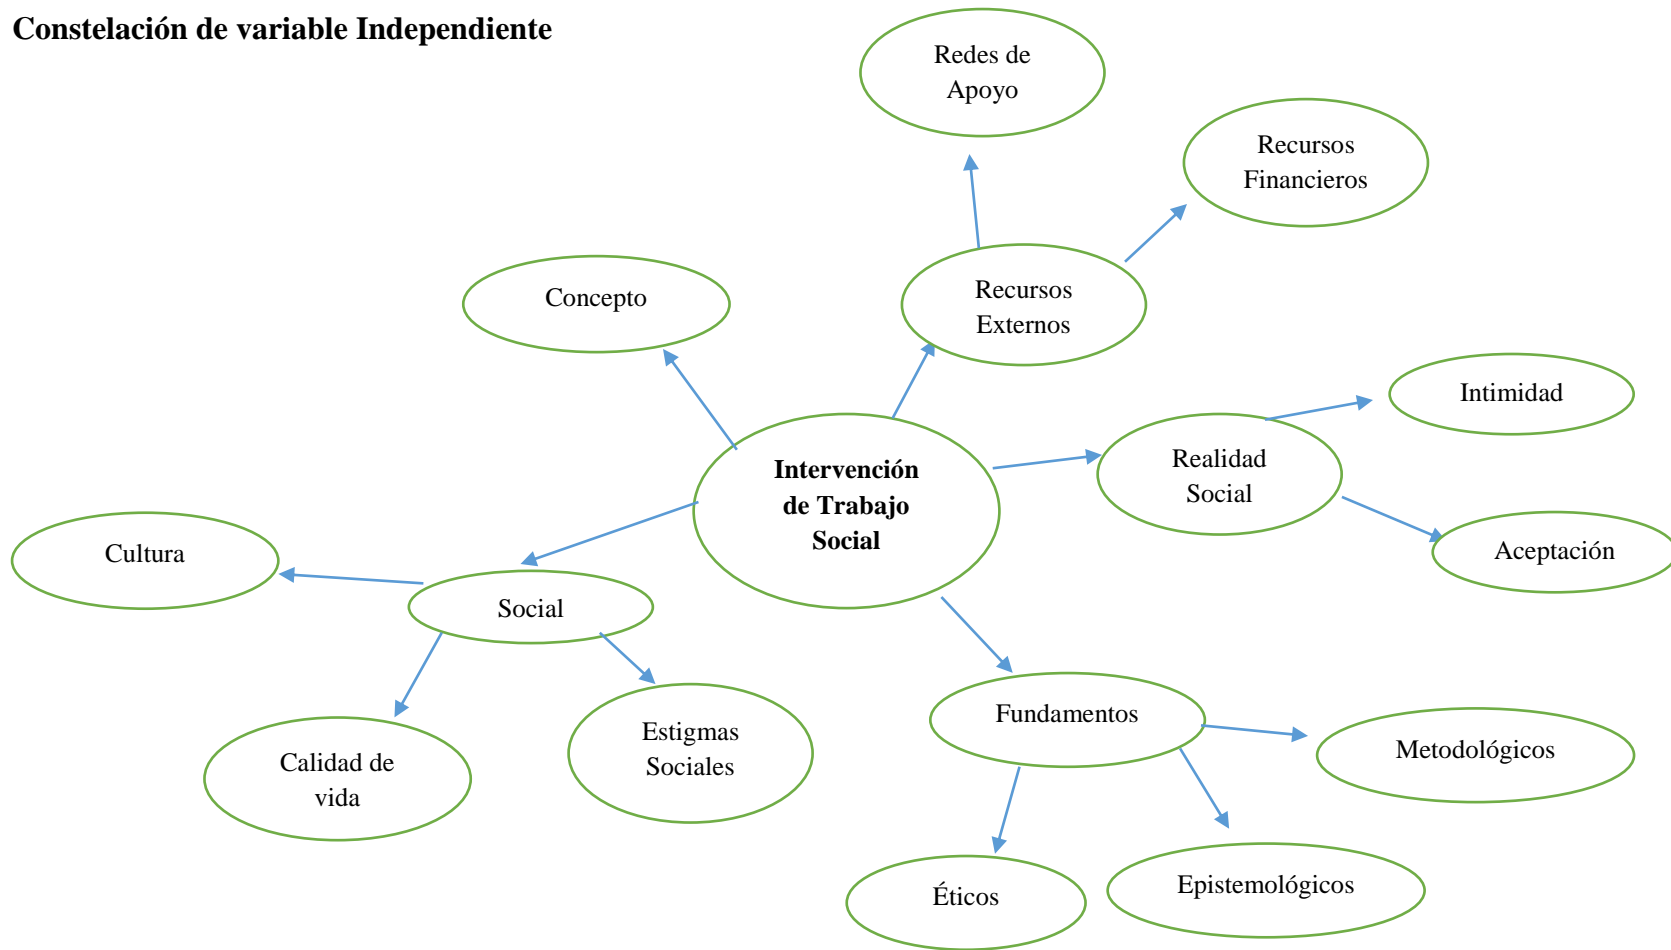 Constelación de variable Independiente
Redes de
Apoyo
Recursos
Financieros
Concepto
Recursos
Externos
Intimidad
Intervención
de Trabajo
Social
Realidad
Social
Aceptación
Cultura
Social
Fundamentos
Estigmas
Sociales
Metodológicos
Calidad de
vida
Éticos
Epistemológicos